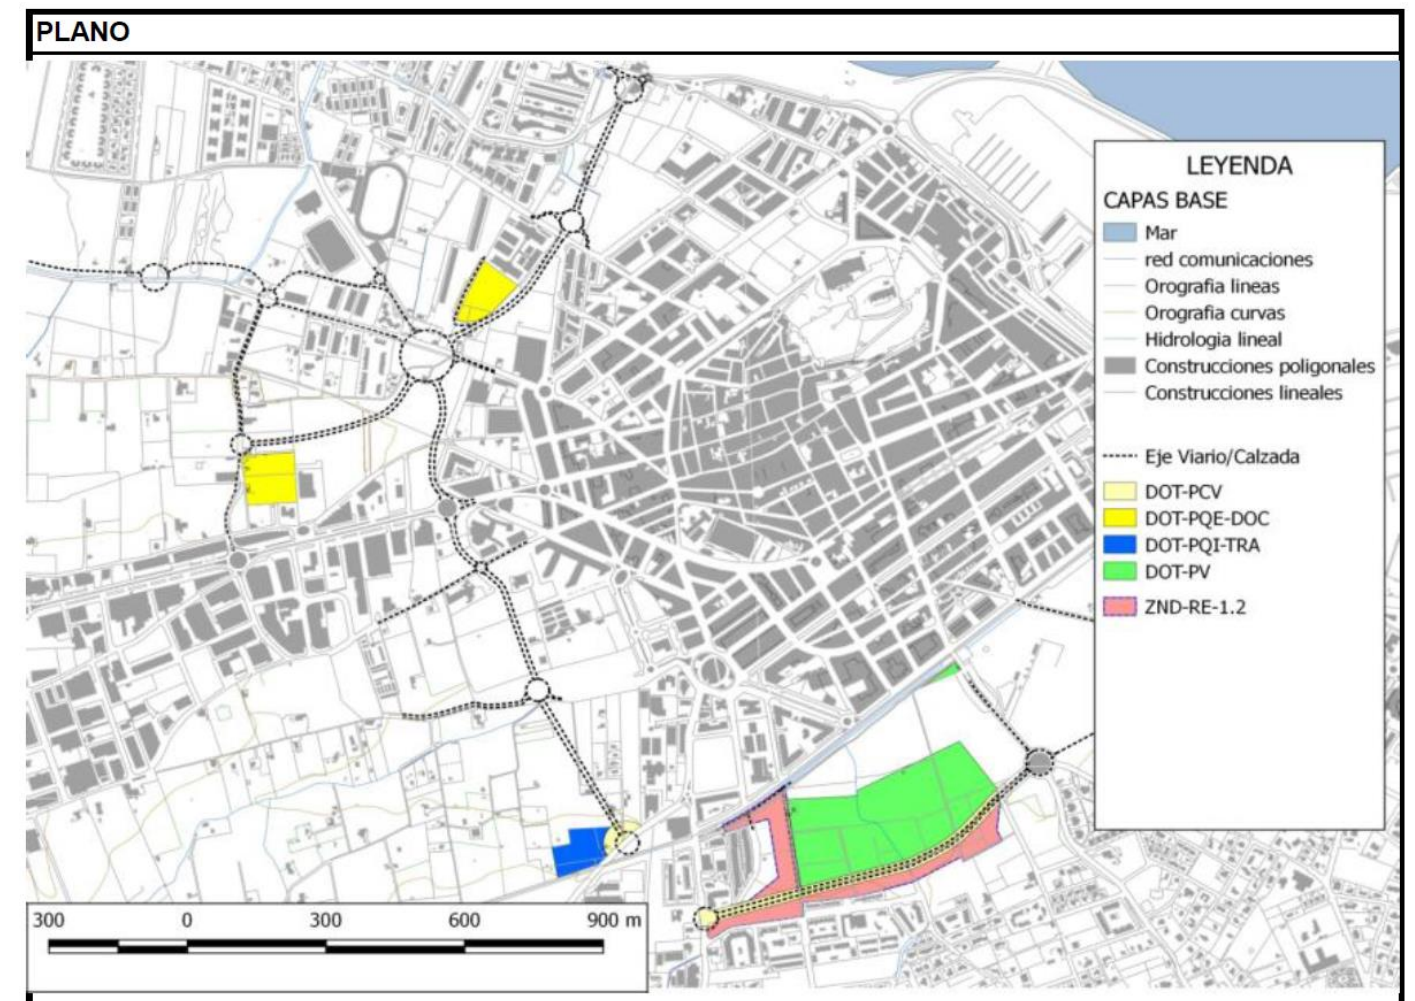 PLANO
LEYENDA
CAPAS BASE
Mar
red comunicaciones
Orografia lineas
Orografia curvas
Hidrologia lineal
Construcciones poligonales
Construcciones lineales
Eje Viario/Calzada
DOT-PCV
DOT-PQE-DOC
DOT-PQI-TRA
DOT-PV
ZND-RE-1.2
300 0 300 600 900 m